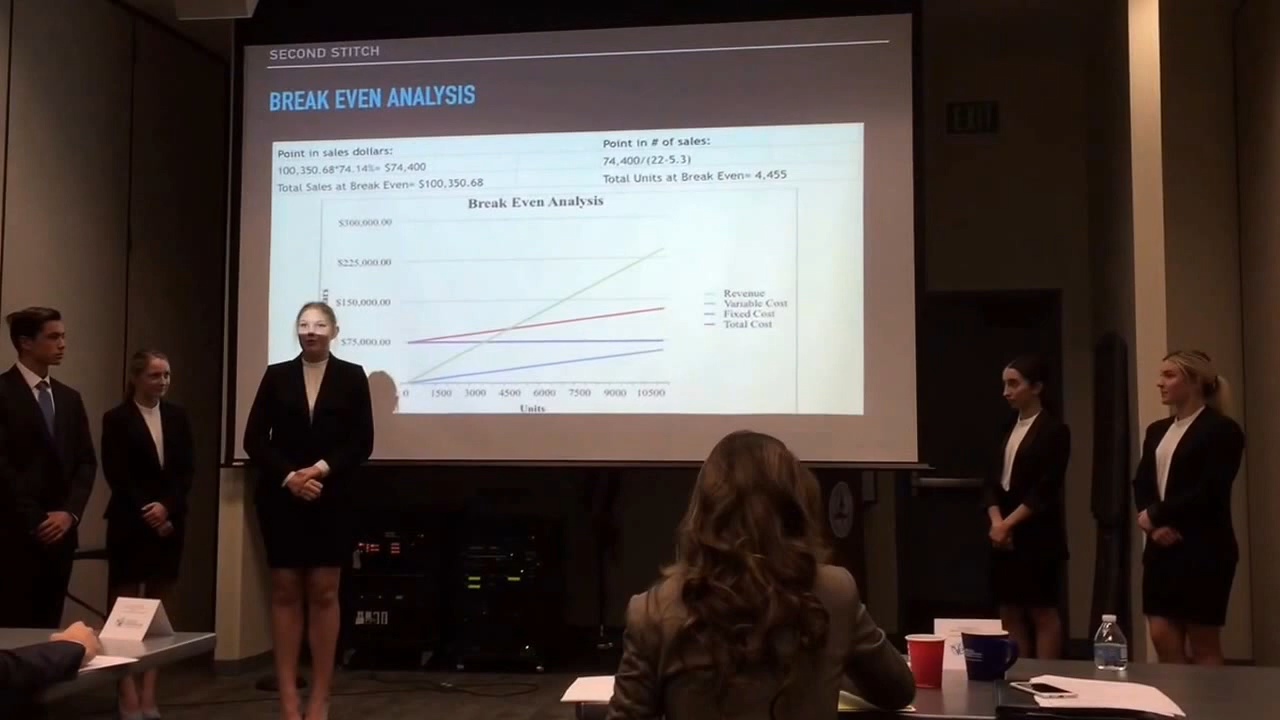 SECOND STITCH
BREAK EVEN ANALYSIS
Point in sales dollars:
100,350.68*74.14%= $74,400
Total Sales at Break Even= $100,350.68
Point in # of sales:
74,400/(22-5.3)
Total Units at Break Even= 4,455
Break Even Analysis
$300,000.00
$225,000.00
$150,000.00
$75,000.00
0 1500 3000 4500 6000 7500 9000 10500
Units
Revenue
Variable Cost
Fixed Cost
Total Cost
EXIT